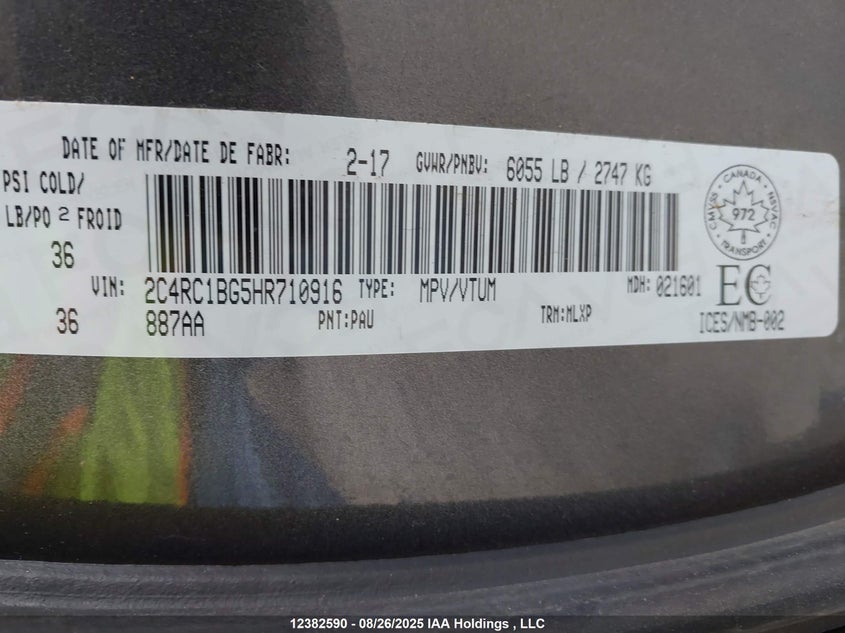 DATE OF MFR/DATE DE FABR: 2-17 GVWR/PNBV: 6055 LB / 2747 KG
PSI COLD/
LB/PO 2 FROID
36
VIN: 2C4RC1BG5HR710916 TYPE: MPV/VTUM MDH: 021601
36 887AA PNT:PAU TRM:MLXP
CANADA
CMVSS 972 NSVAC
TRANSPORT
EC
ICES/NMB-002
12382590 - 08/26/2025 IAA Holdings , LLC